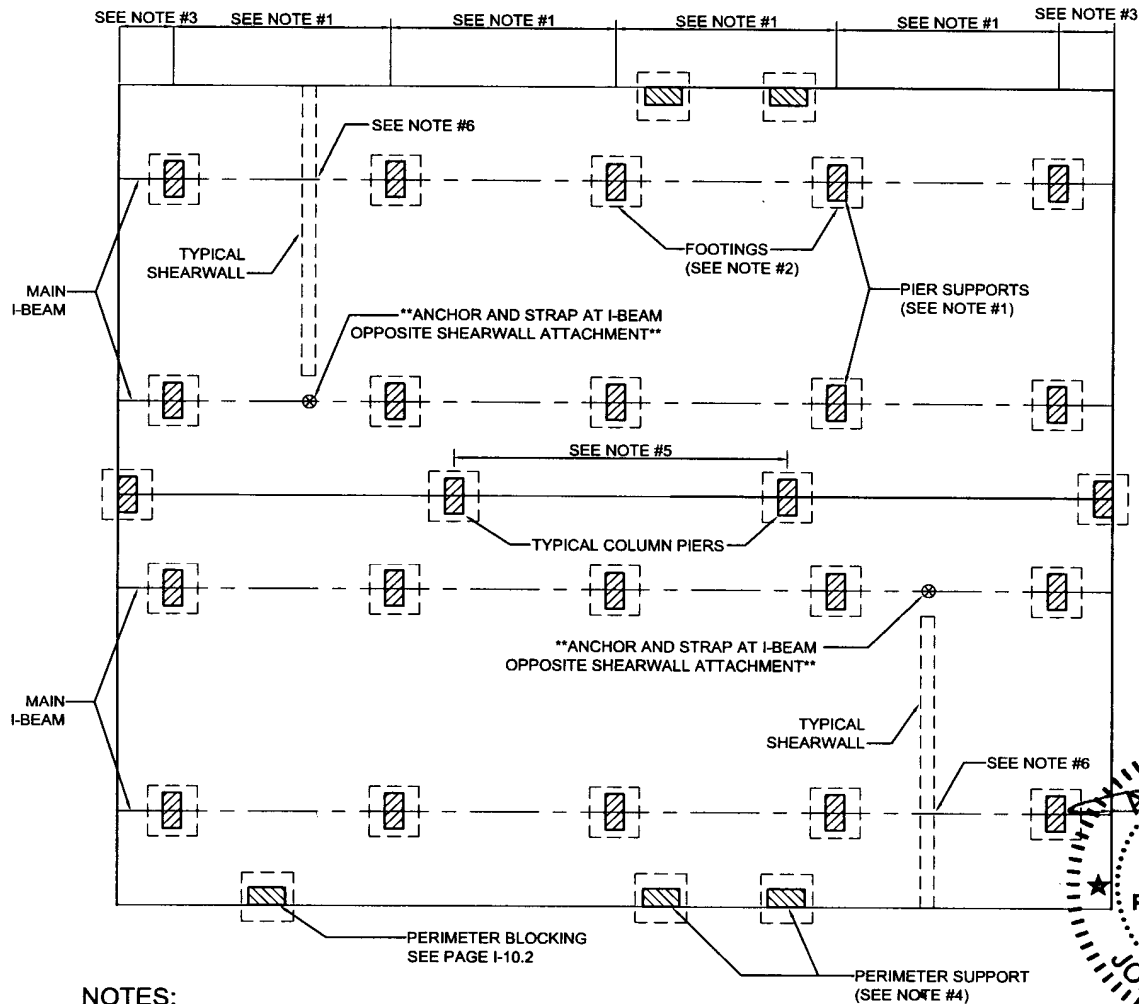 SEE NOTE #3
SEE NOTE #1
SEE NOTE #1
SEE NOTE #1
SEE NOTE #1
SEE NOTE #3
SEE NOTE #6
TYPICAL
SHEARWALL
FOOTINGS
(SEE NOTE #2)
MAIN
I-BEAM
PIER SUPPORTS
(SEE NOTE #1)
**ANCHOR AND STRAP AT I-BEAM
OPPOSITE SHEARWALL ATTACHMENT**
SEE NOTE #5
TYPICAL COLUMN PIERS
**ANCHOR AND STRAP AT I-BEAM
OPPOSITE SHEARWALL ATTACHMENT**
MAIN
I-BEAM
TYPICAL
SHEARWALL
SEE NOTE #6
PERIMETER BLOCKING
SEE PAGE I-10.2
PERIMETER SUPPORT
(SEE NOTE #4)
NOTES: